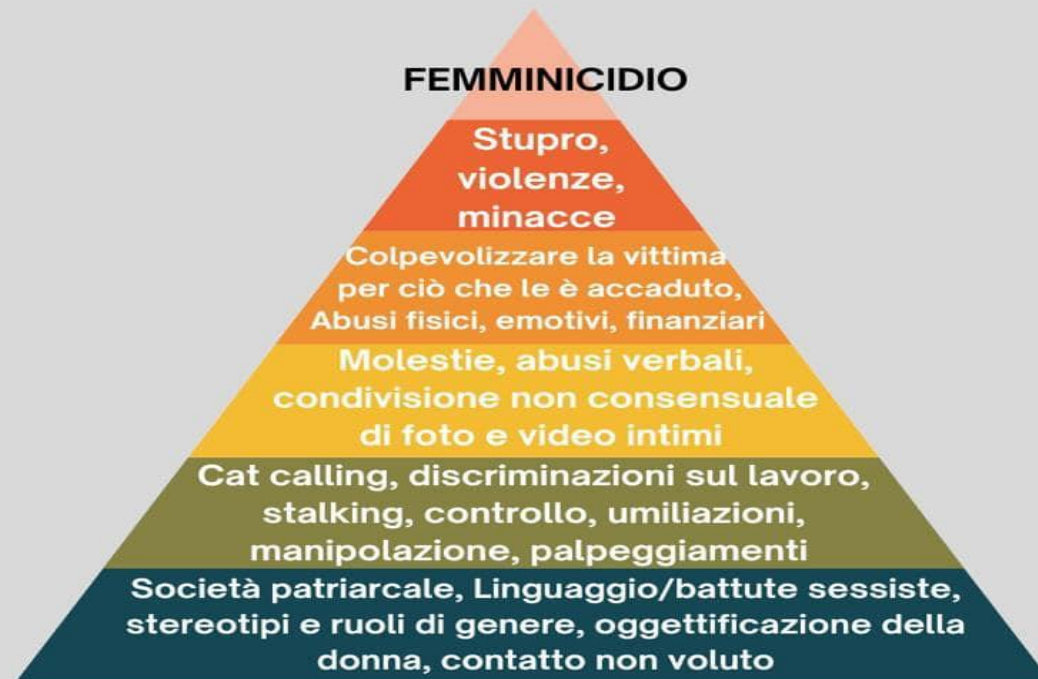 FEMMINICIDIO
Stupro,
violenze,
minacce
Colpevolizzare la vittima
per ciò che le è accaduto,
Abusi fisici, emotivi, finanziari
Molestie, abusi verbali,
condivisione non consensuale
di foto e video intimi
Cat calling, discriminazioni sul lavoro,
stalking, controllo, umiliazioni,
manipolazione, palpeggiamenti
Società patriarcale, Linguaggio/battute sessiste,
stereotipi e ruoli di genere, oggettificazione della
donna, contatto non voluto